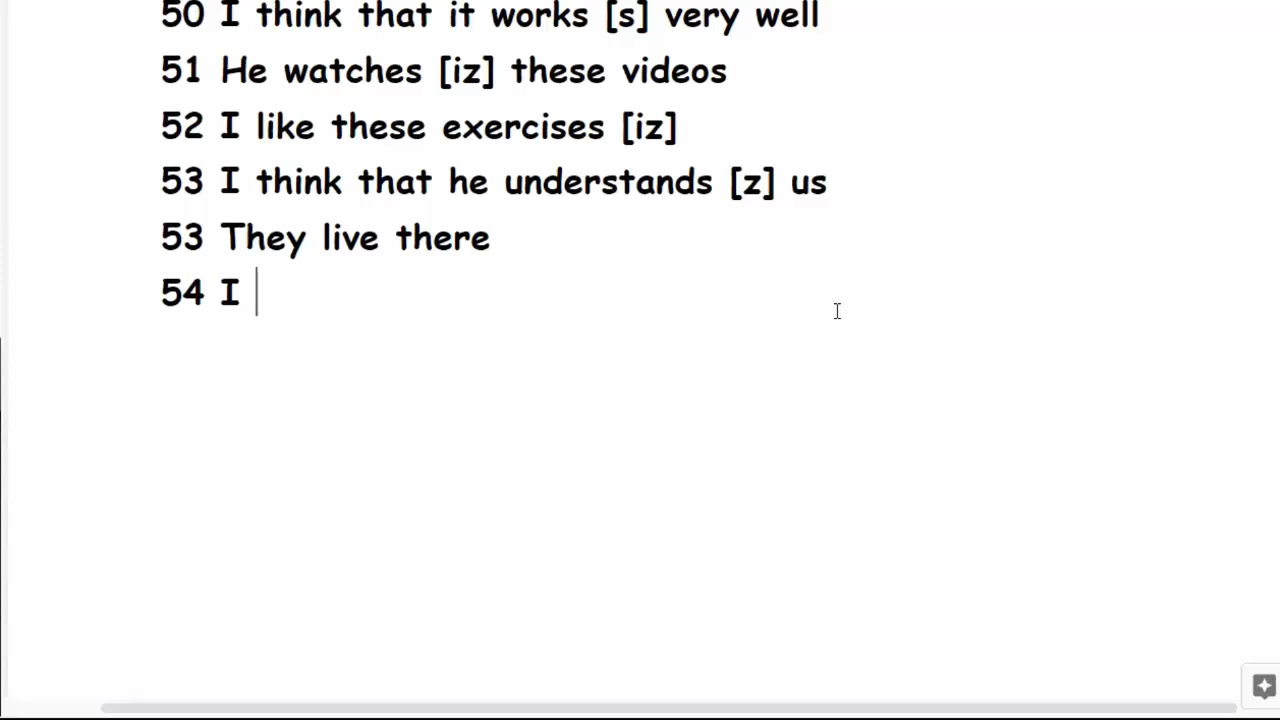 50 I think that it works [s] very well
51 He watches [iz] these videos
52 I like these exercises [iz]
53 I think that he understands [z] us
53 They live there
54 I